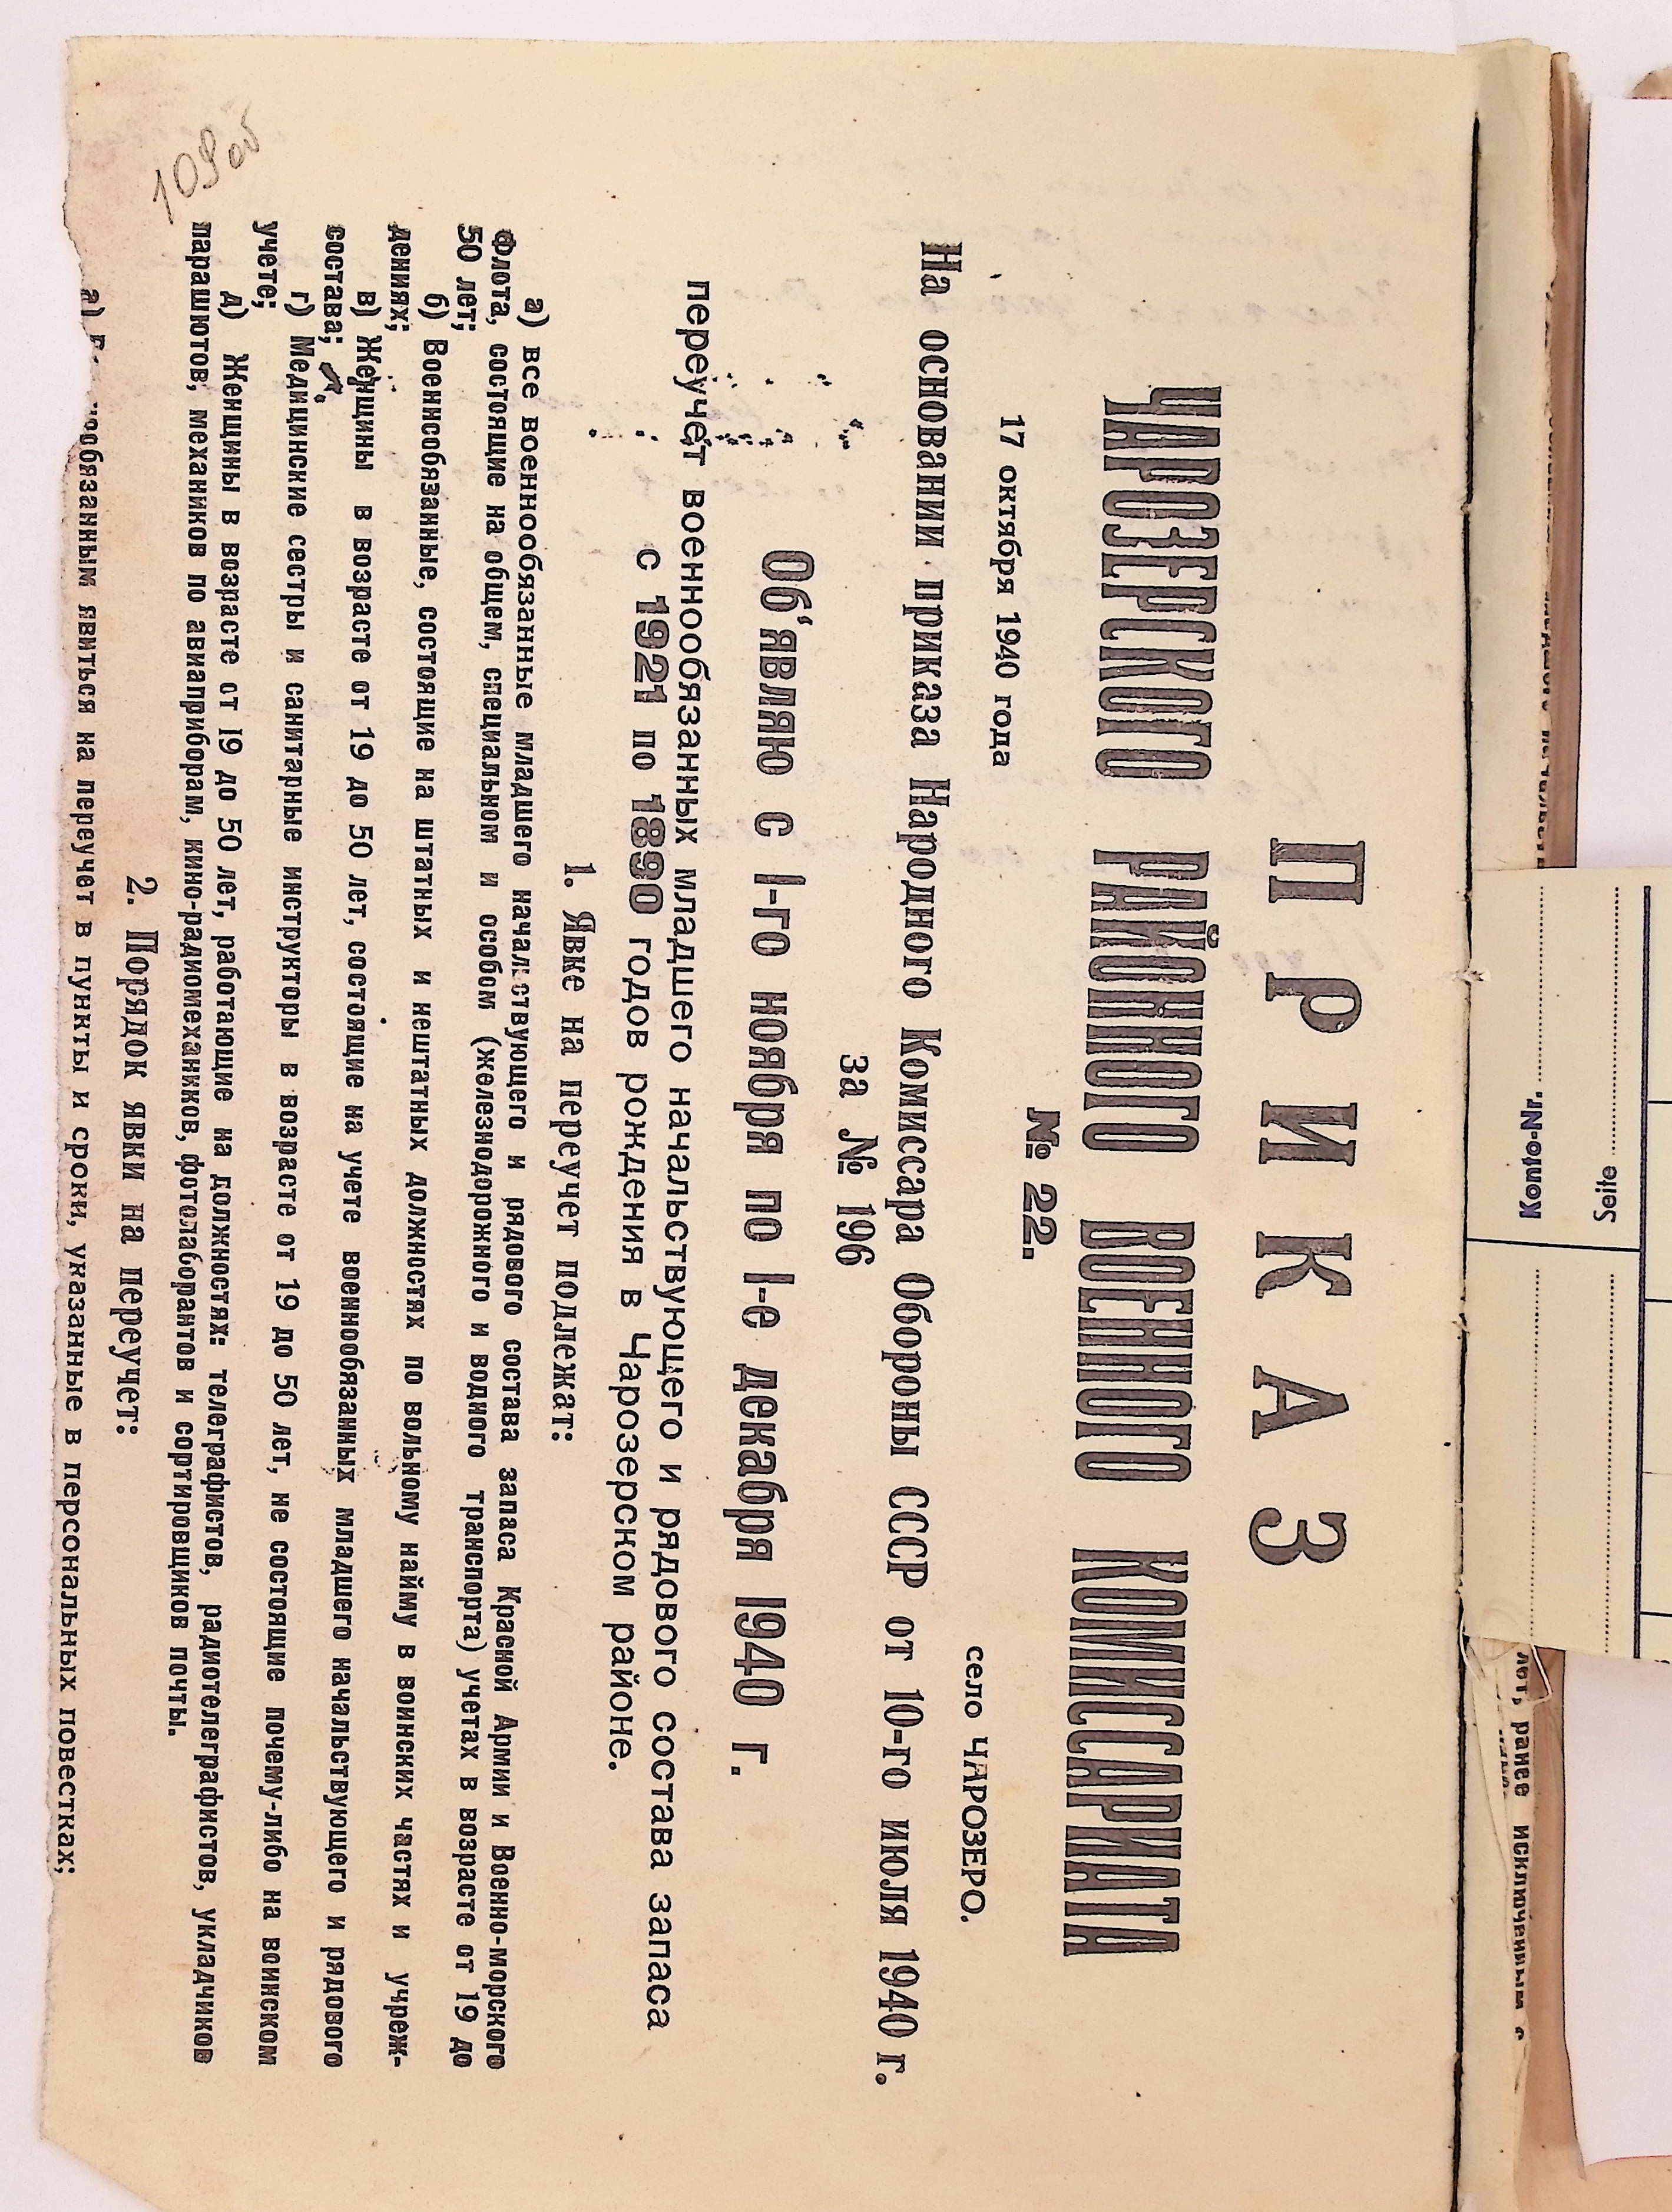 ПРИКАЗ
ЧАРОЗЕРСКОГО РАЙОННОГО ВОЕННОГО КОМИССАРИАТА
№ 22.
17 октября 1940 года
село ЧАРОЗЕРО.
На основании приказа Народного Комиссара Обороны СССР от 10-го июля 1940 г.
за № 196
Об'являю с 1-го ноября по 1-е декабря 1940 г.
переучет военнообязанных младшего начальствующего и рядового состава запаса
с 1921 по 1890 годов рождения в Чарозерском районе.
1. Явке на переучет подлежат:
а) все военнообязанные младшего начальствующего и рядового состава запаса Красной Армии и Военно-морского
Флота, состоящие на общем, специальном и особом (железнодорожного и водного транспорта) учетах в возрасте от 19 до
50 лет;
б) Военнсобязанные, состоящие на штатных и нештатных должностях по вольному найму в воинских частях и учреж-
дениях;
в) Женщины в возрасте от 19 до 50 лет, состоящие на учете военнообязанных младшего начальствующего и рядового
состава;
г) Медицинские сестры и санитарные инструкторы в возрасте от 19 до 50 лет, не состоящие почему-либо на воинском
учете;
д) Женщины в возрасте от 19 до 50 лет, работающие на должностях: телеграфистов, радиотелеграфистов, укладчиков
парашютов, механиков по авиаприборам, кино-радиомехаников, фотолаборантов и сортировщиков почты.
2. Порядок явки на переучет:
а) нообязанным явиться на переучет в пункты и сроки, указанные в персональных повестках;
109об
Konto-Nr.
Seite
лет, ранее исключенным с